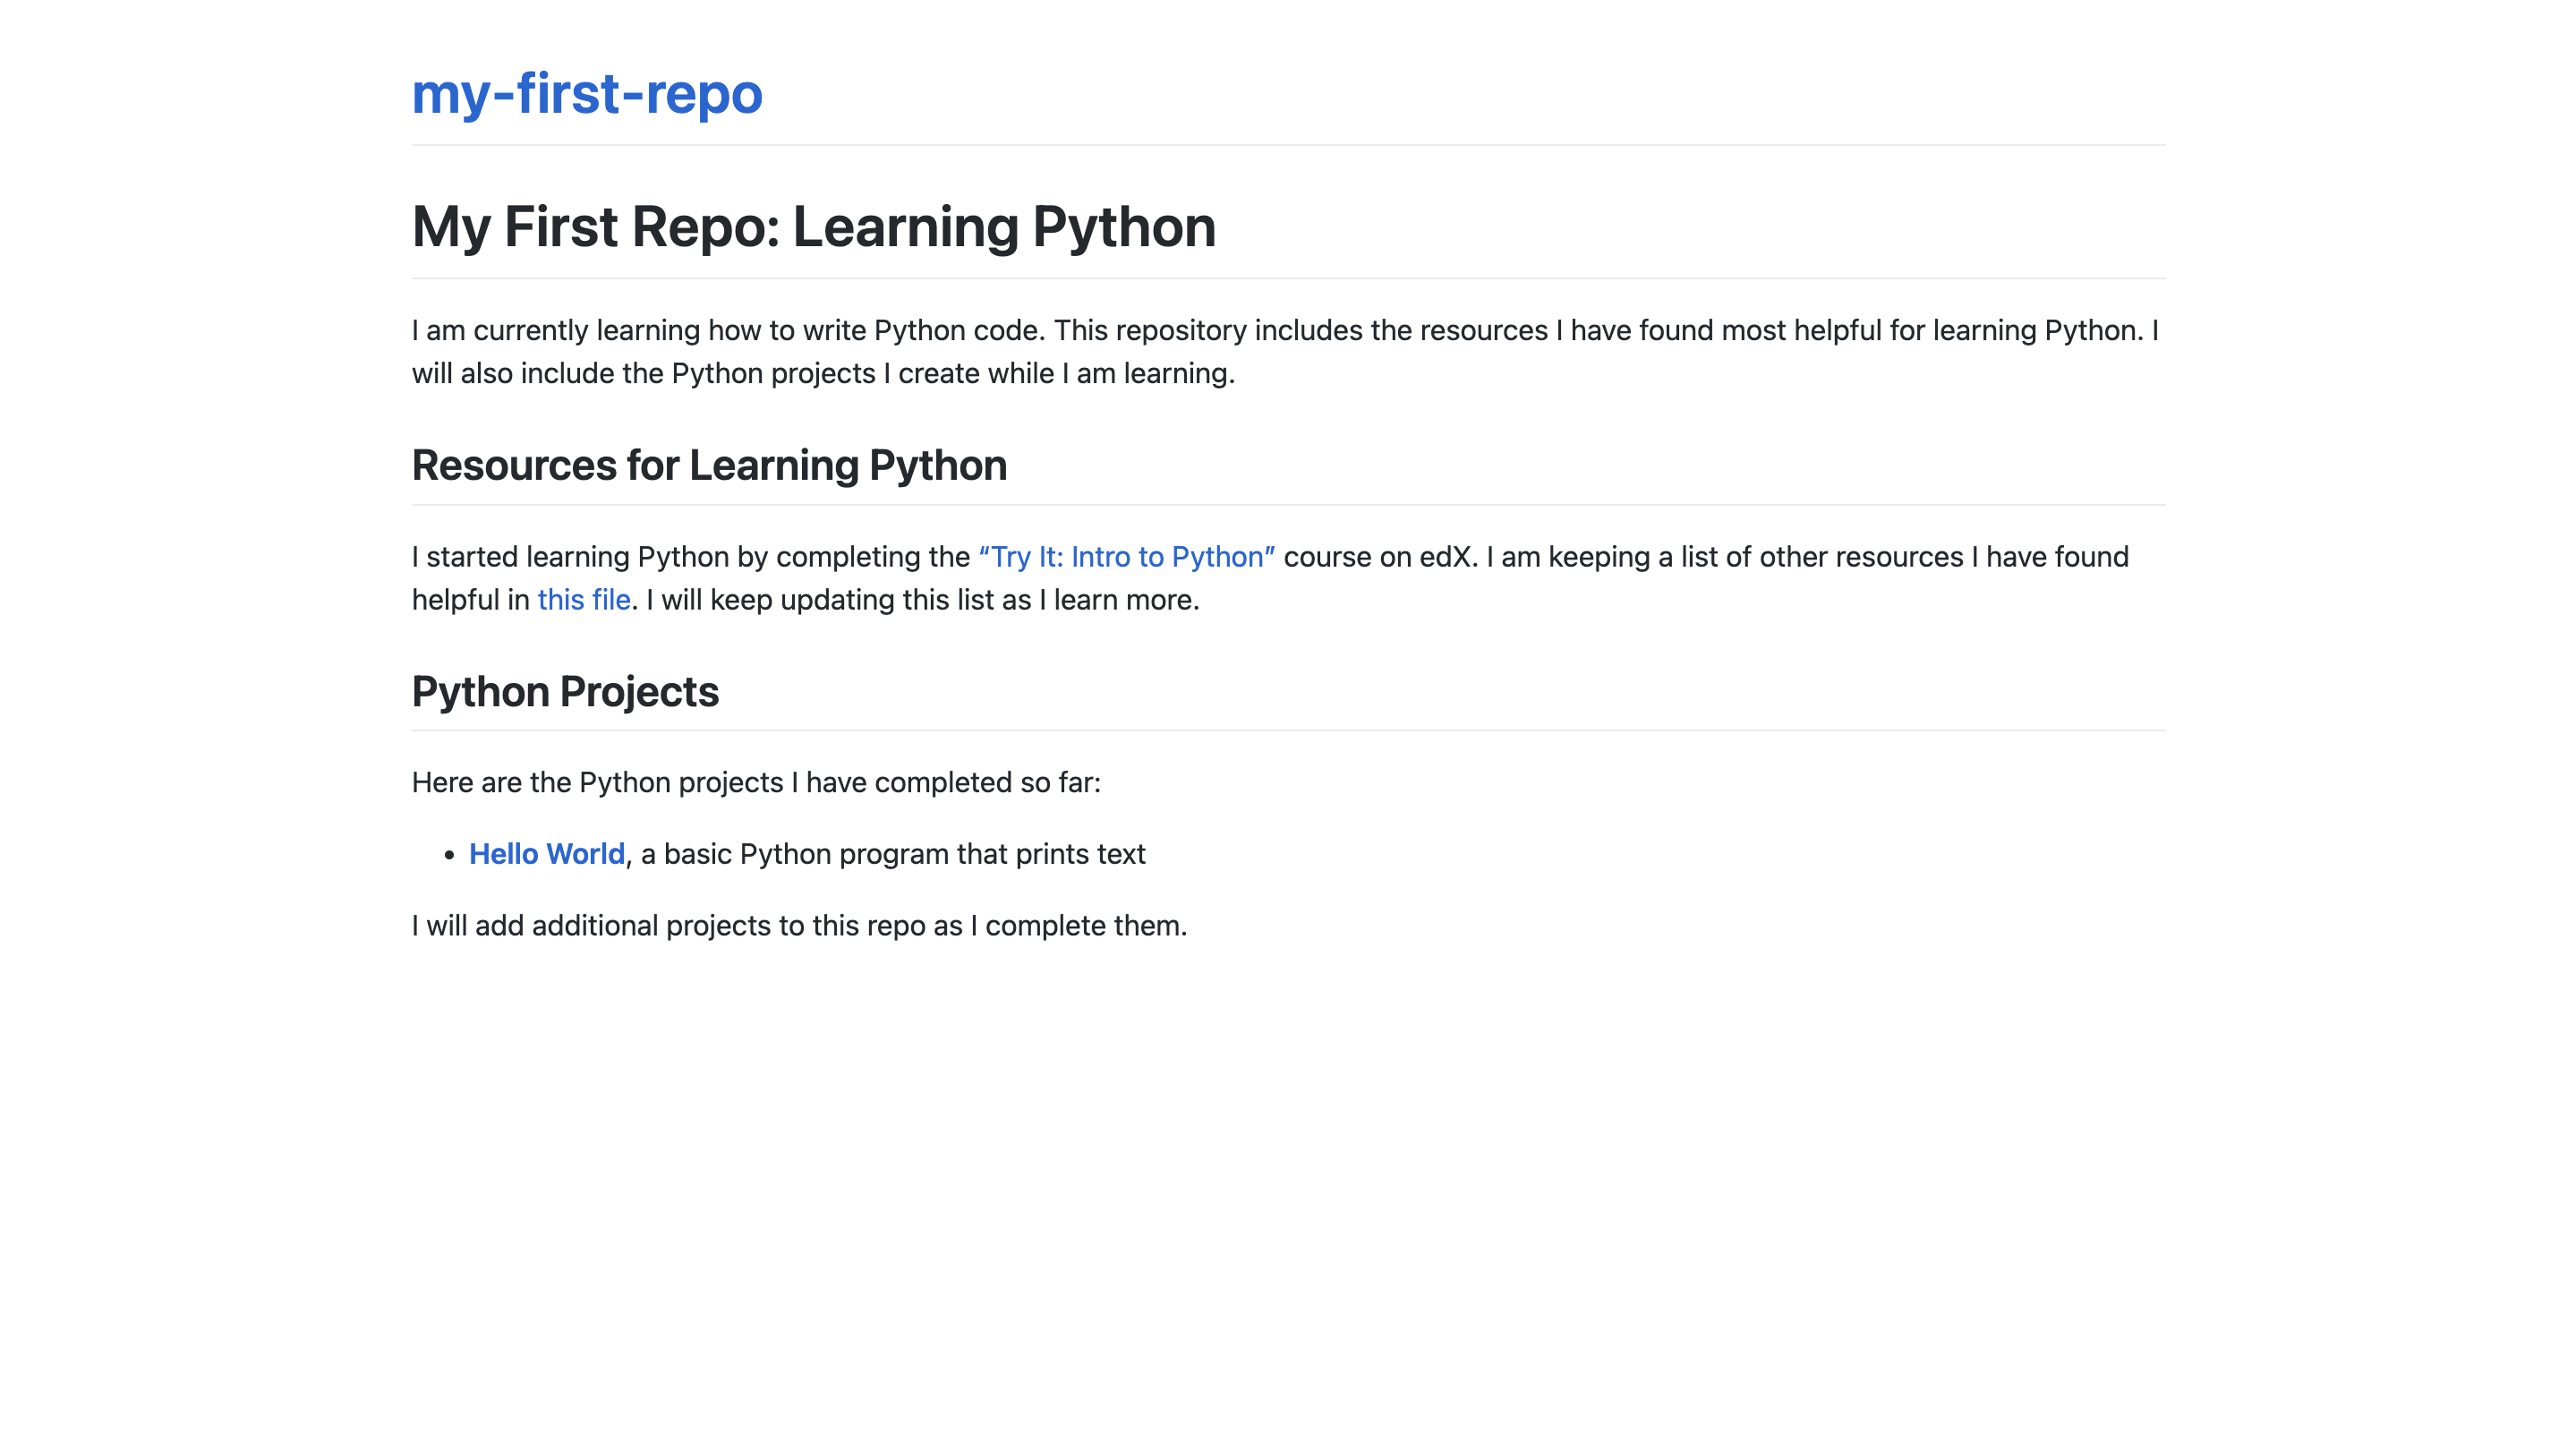 my-first-repo
My First Repo: Learning Python
I am currently learning how to write Python code. This repository includes the resources I have found most helpful for learning Python. I
will also include the Python projects I create while I am learning.
Resources for Learning Python
I started learning Python by completing the “Try It: Intro to Python” course on edX. I am keeping a list of other resources I have found
helpful in this file. I will keep updating this list as I learn more.
Python Projects
Here are the Python projects I have completed so far:
• Hello World, a basic Python program that prints text
I will add additional projects to this repo as I complete them.